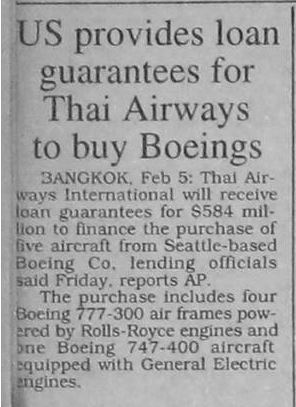 US provides loan
guarantees for
Thai Airways
to buy Boeings
BANGKOK, Feb 5: Thai Air-
ways International will receive
loan guarantees for $584 mil-
lion to finance the purchase of
five aircraft from Seattle-based
Boeing Co, lending officials
said Friday, reports AP.
The purchase includes four
Boeing 777-300 air frames pow-
ered by Rolls-Royce engines and
one Boeing 747-400 aircraft
equipped with General Electric
engines.